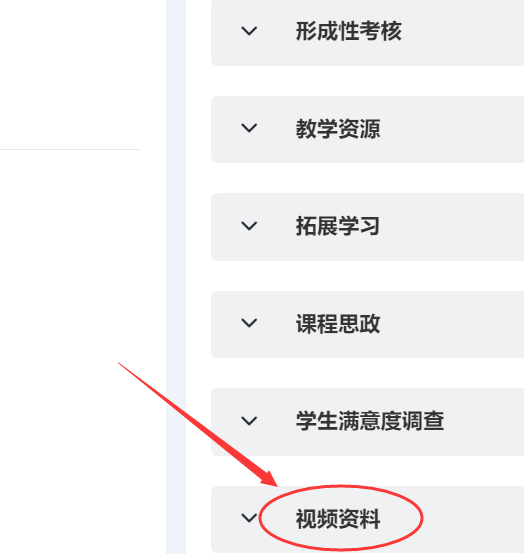 形成性考核
教学资源
拓展学习
课程思政
学生满意度调查
视频资料